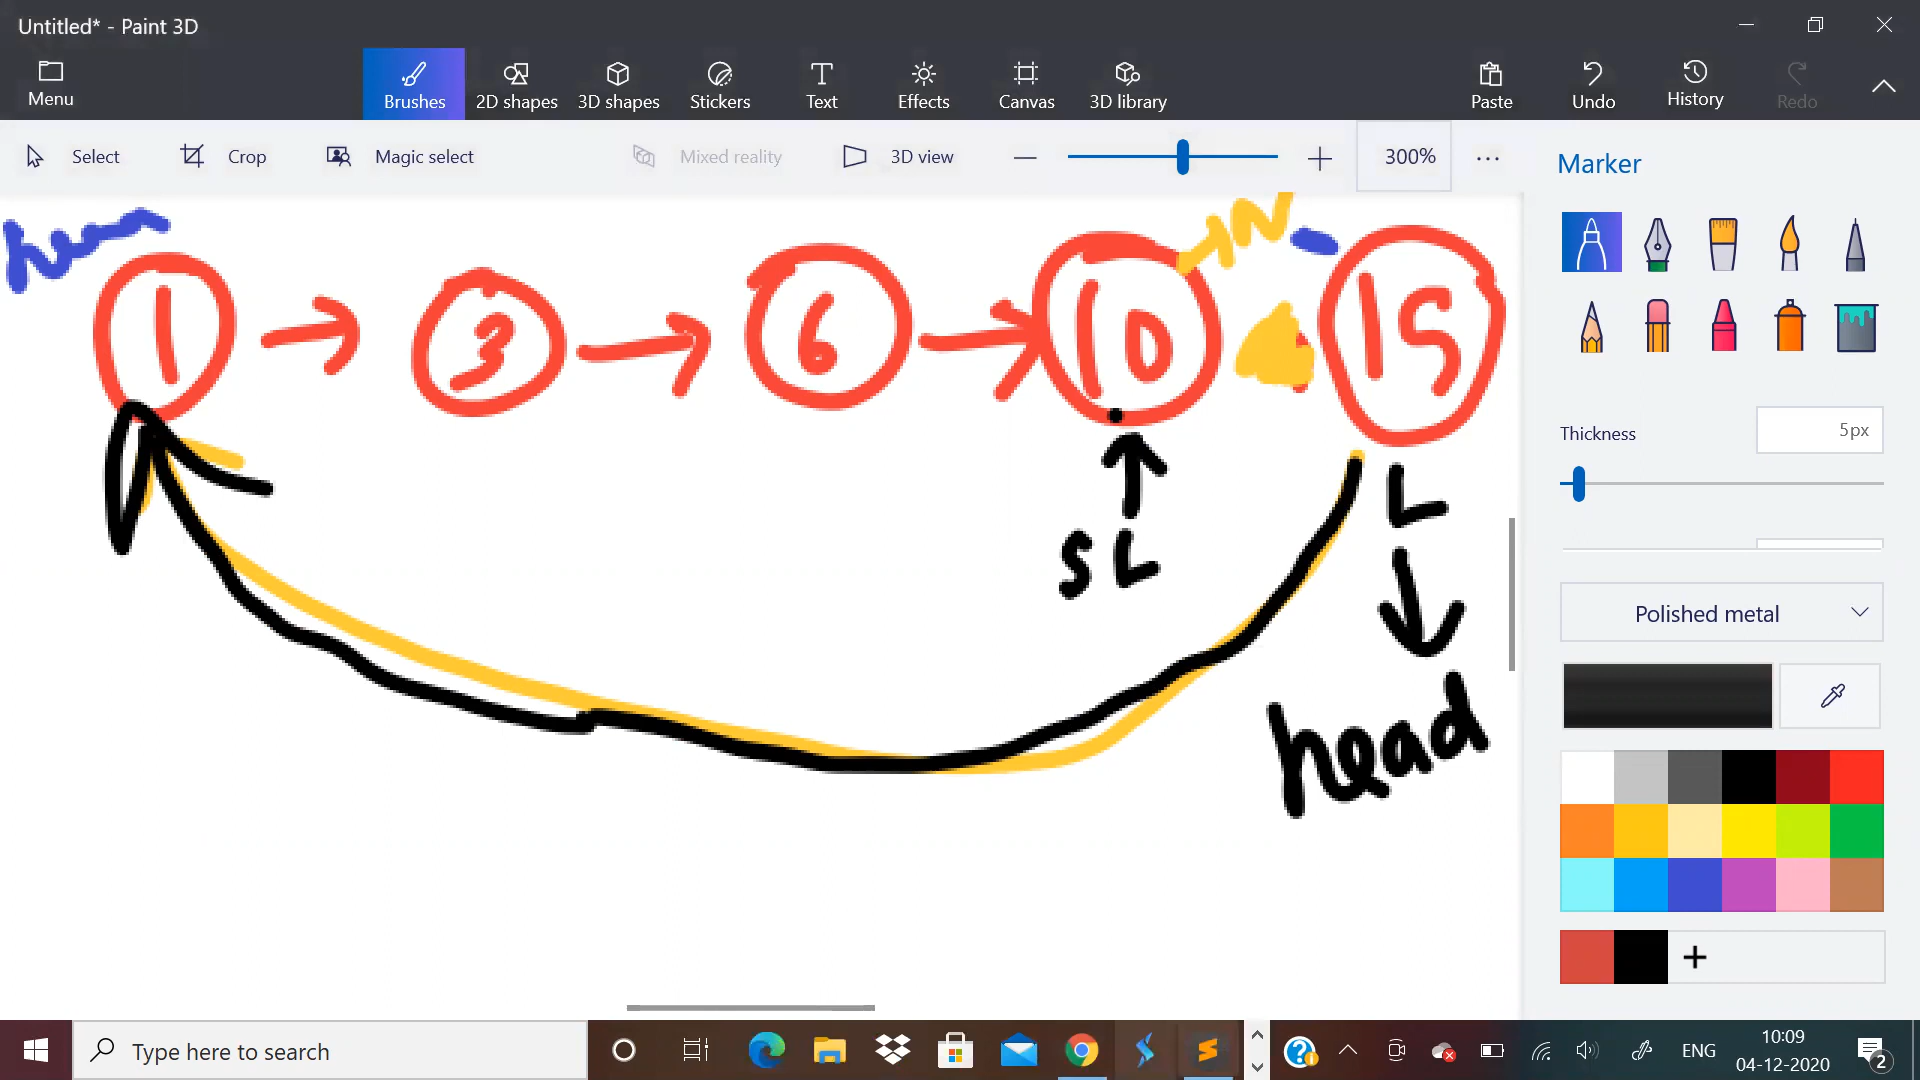 Untitled* - Paint 3D
Menu
Brushes
2D shapes
3D shapes
Stickers
Text
Effects
Canvas
3D library
Paste
Undo
History
Redo
Select
Crop
Magic select
Mixed reality
3D view
300%
Marker
Thickness
5px
Polished metal
N
1
3
6
10
15
SL
L
head
Type here to search
ENG
10:09
04-12-2020
2